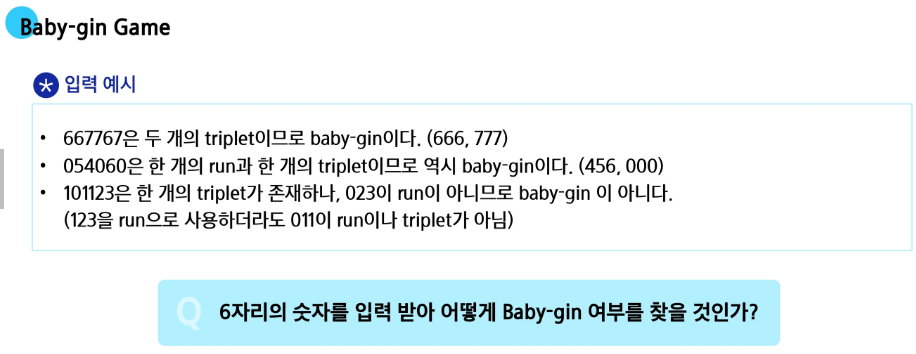 Baby-gin Game
* 입력 예시
• 667767은 두 개의 triplet이므로 baby-gin이다. (666, 777)
• 054060은 한 개의 run과 한 개의 triplet이므로 역시 baby-gin이다. (456, 000)
• 101123은 한 개의 triplet가 존재하나, 023이 run이 아니므로 baby-gin 이 아니다.
(123을 run으로 사용하더라도 011이 run이나 triplet가 아님)
Q 6자리의 숫자를 입력 받아 어떻게 Baby-gin 여부를 찾을 것인가?